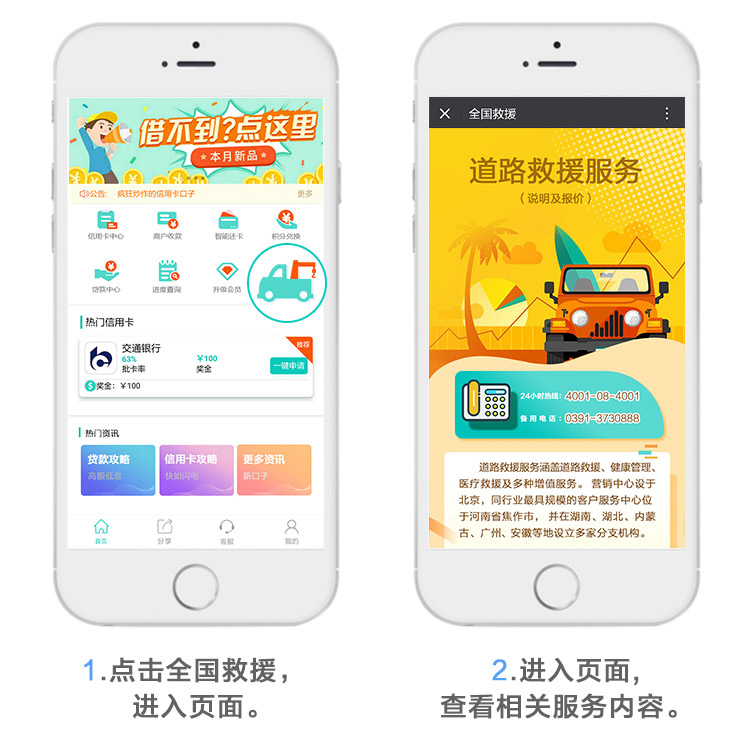 借不到?点这里
★本月新品★
公告: 疯狂炒作的信用卡口子 更多
信用卡中心 商户收款 智能还卡 积分兑换
贷款中心 进度查询 升级会员
热门信用卡
交通银行
推荐
63% ￥100
批卡率 奖金 一键申请
$ 奖金：￥100
热门资讯
贷款攻略 信用卡攻略 更多资讯
高额低息 快如闪电 新口子
首页 分享 客服 我的
1.点击全国救援，
进入页面。
全国救援
道路救援服务
（说明及报价）
24小时热线: 4001-08-4001
备用电话: 0391-3730888
道路救援服务涵盖道路救援、健康管理、
医疗救援及多种增值服务。 营销中心设于
北京，同行业最具规模的客户服务中心位
于河南省焦作市， 并在湖南、湖北、内蒙
古、广州、安徽等地设立多家分支机构。
2.进入页面,
查看相关服务内容。